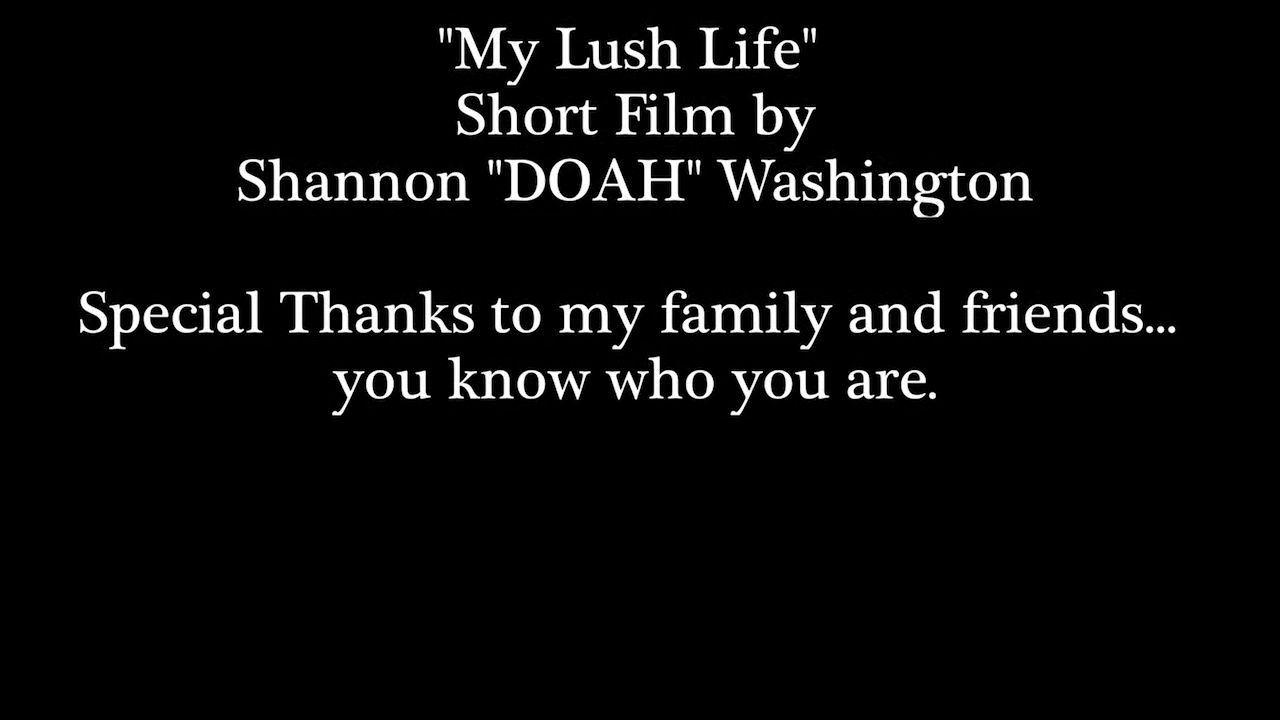 "My Lush Life"
Short Film by
Shannon "DOAH" Washington
Special Thanks to my family and friends...
you know who you are.